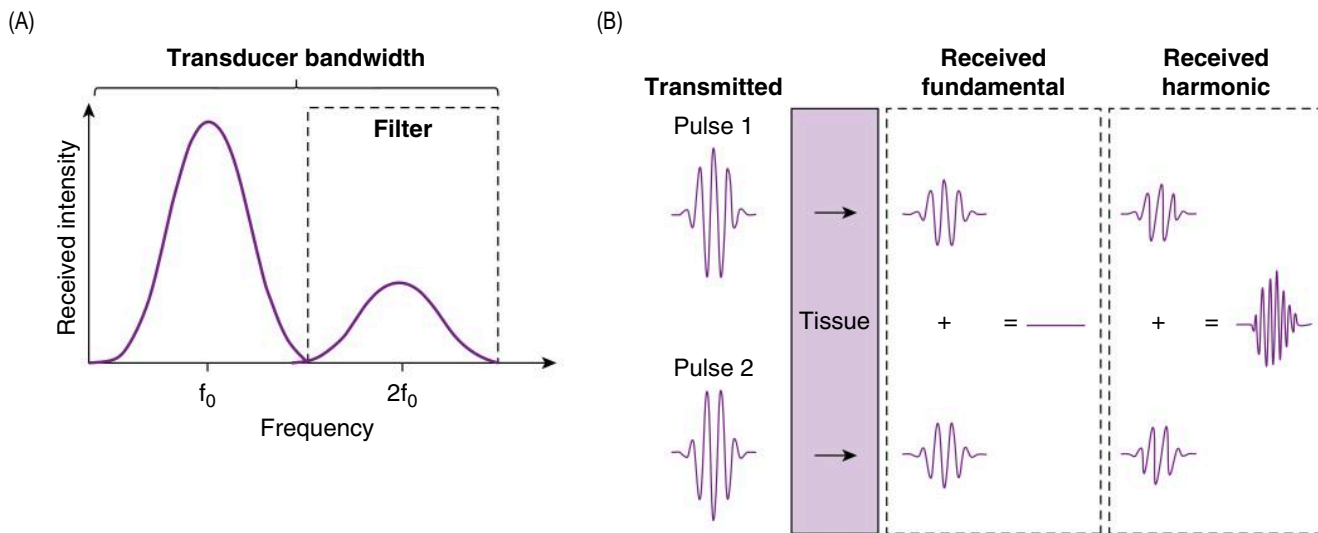 (A)
Transducer bandwidth
Filter
Received intensity
f₀
2f₀
Frequency
(B)
Transmitted
Received
fundamental
Received
harmonic
Pulse 1
Tissue
+
=
+
=
Pulse 2